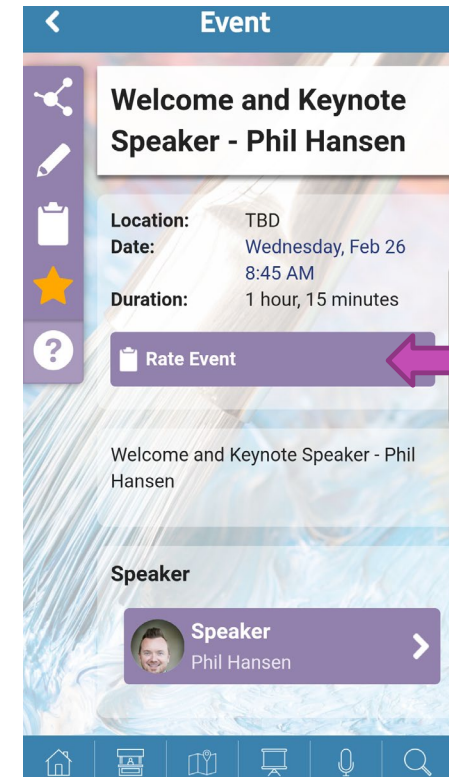 Event
Welcome and Keynote
Speaker - Phil Hansen
Location: TBD
Date: Wednesday, Feb 26
8:45 AM
Duration: 1 hour, 15 minutes
? Rate Event
Welcome and Keynote Speaker - Phil
Hansen
Speaker
Speaker
Phil Hansen